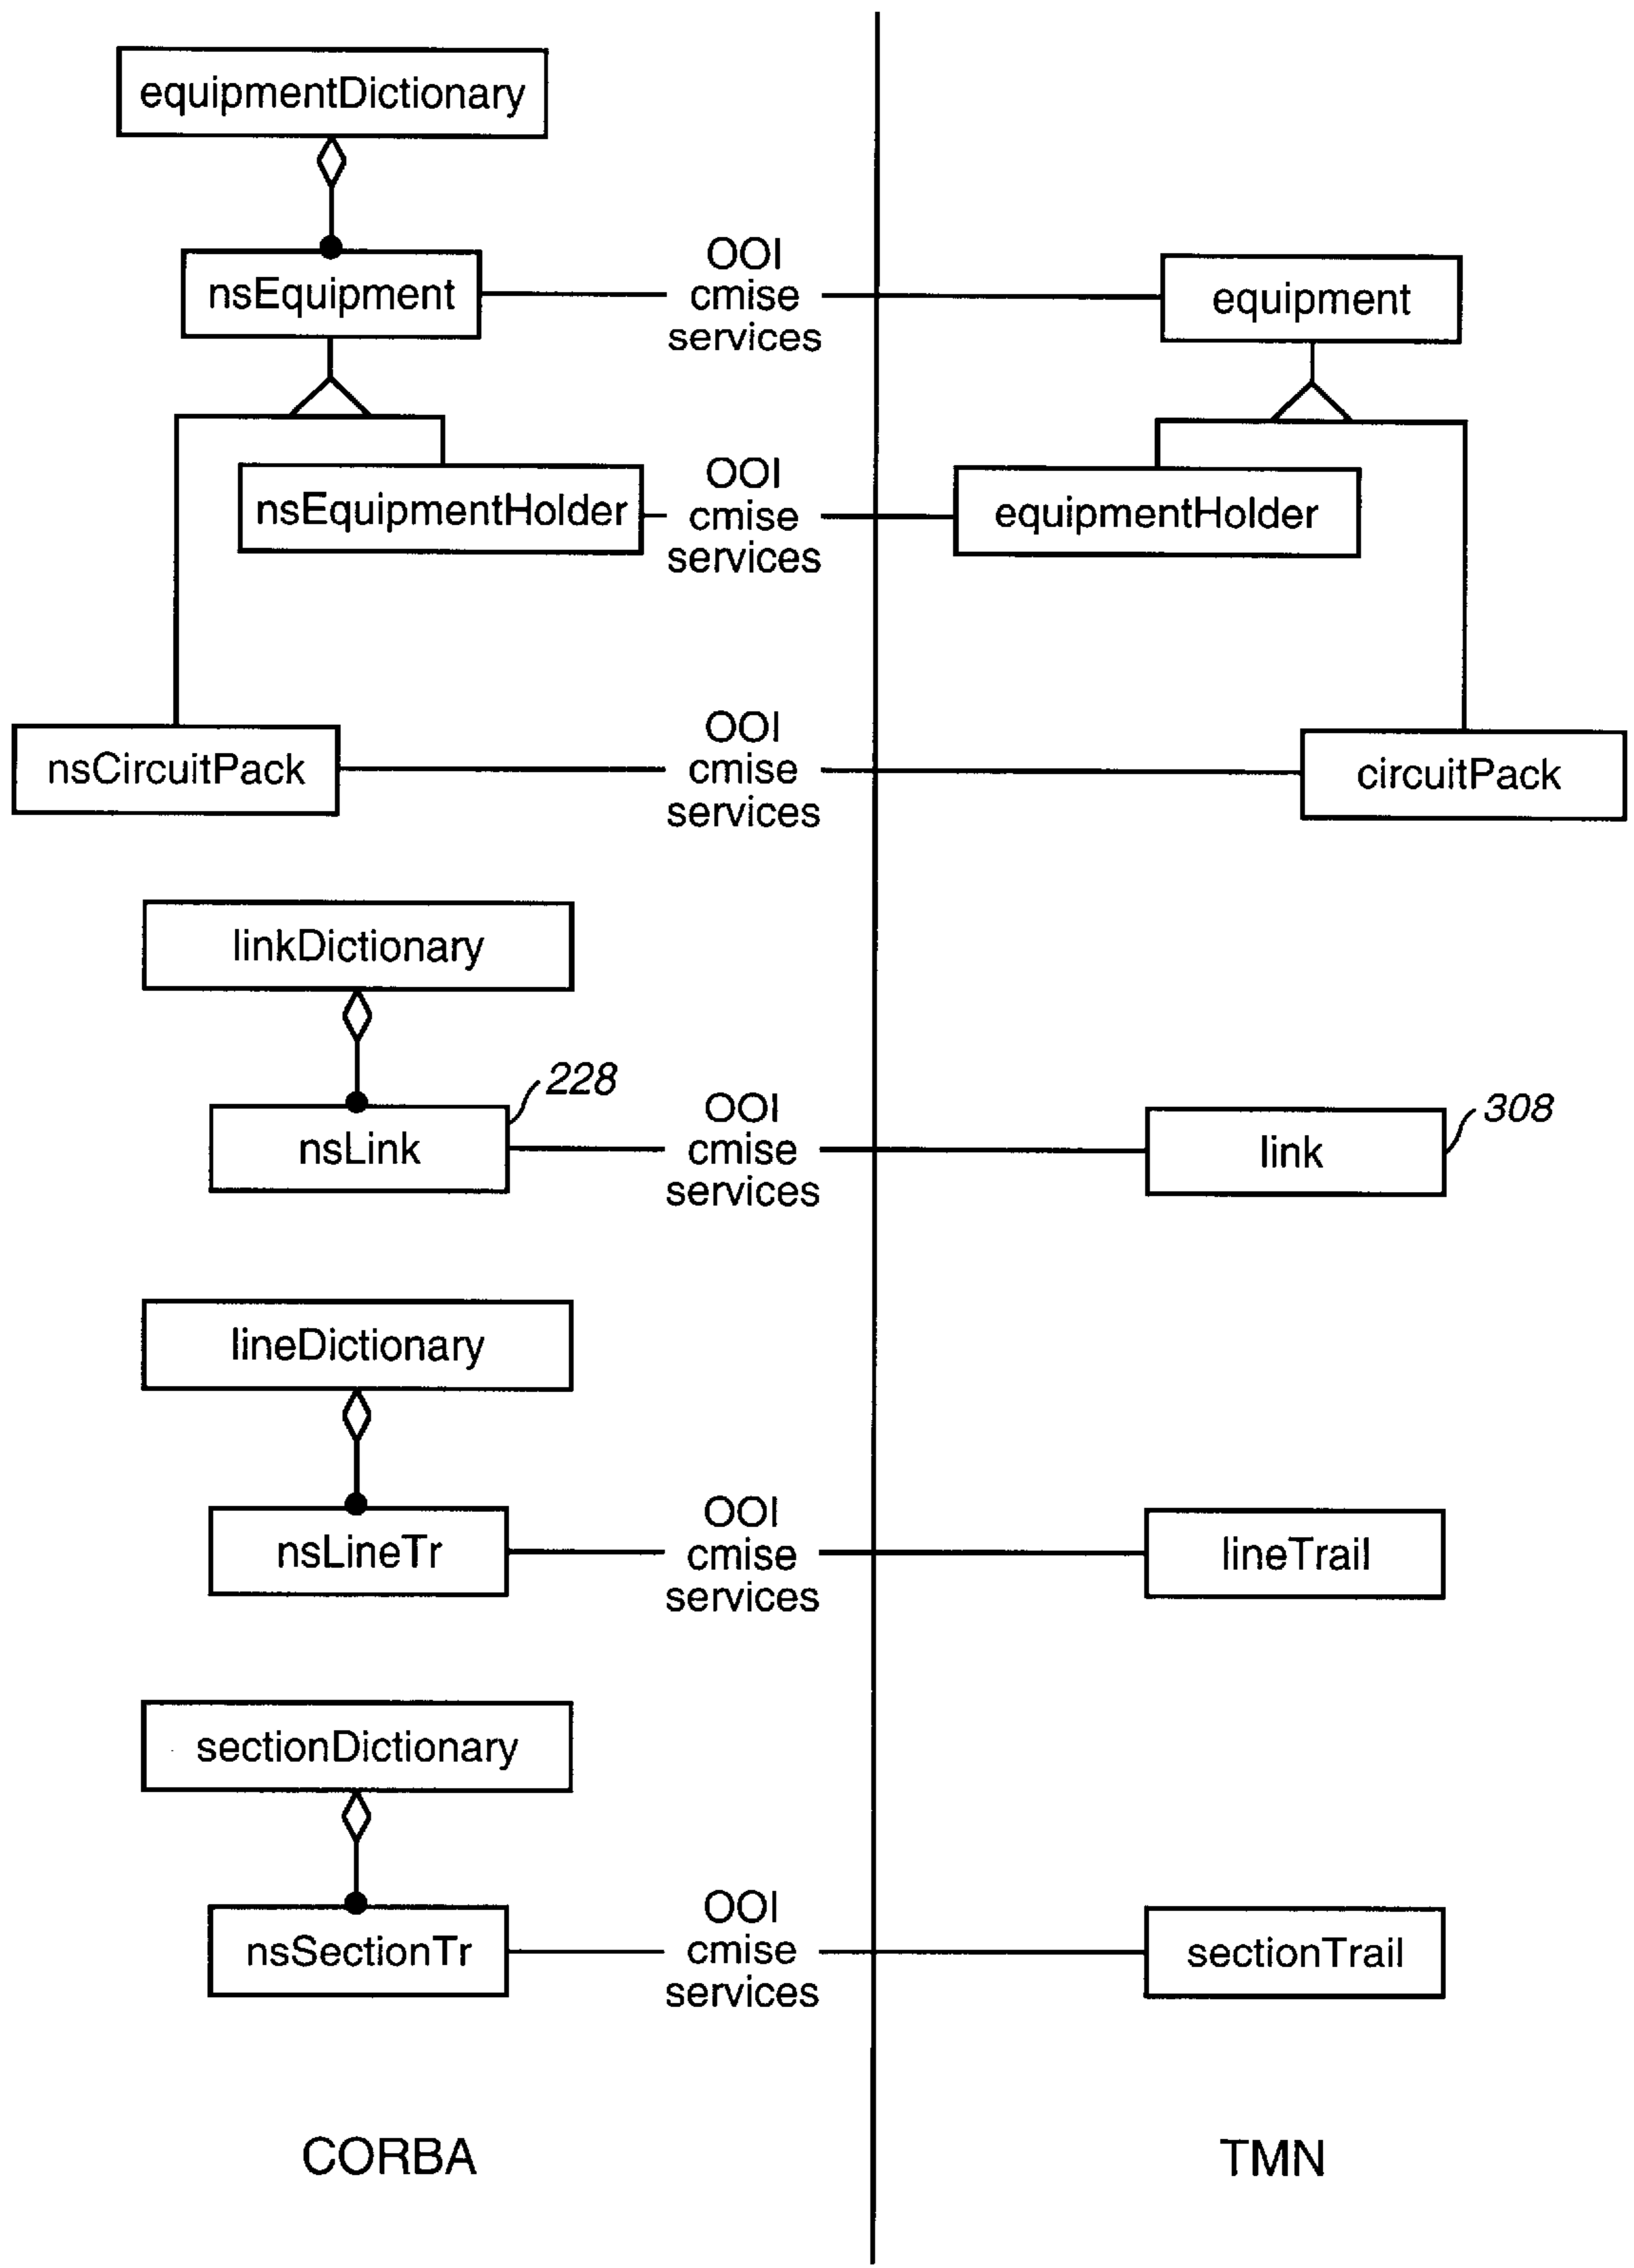 equipmentDictionary
OOI
nsEquipment
cmise
equipment
services
OOI
nsEquipmentHolder
cmise
equipmentHolder
services
OOI
nsCircuitPack
cmise
circuitPack
services
linkDictionary
228
OOI
308
nsLink
cmise
link
services
lineDictionary
OOI
nsLineTr
cmise
lineTrail
services
sectionDictionary
OOI
nsSectionTr
cmise
sectionTrail
services
CORBA
TMN